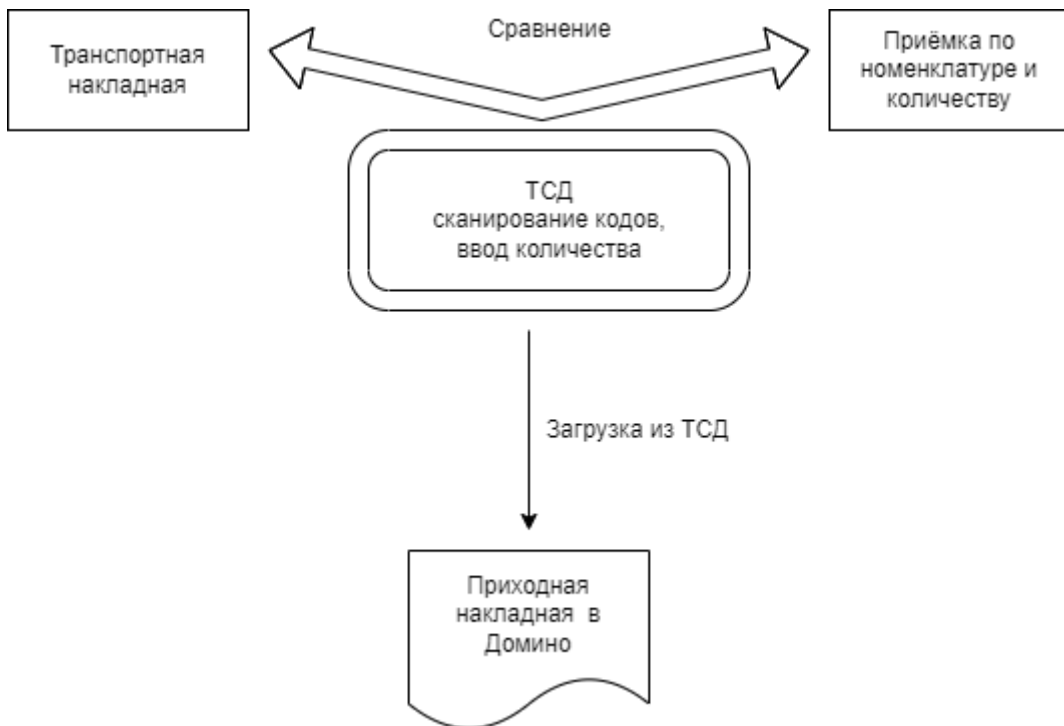 Транспортная
накладная
Сравнение
Приёмка по
номенклатуре и
количеству
ТСД
сканирование кодов,
ввод количества
Загрузка из ТСД
Приходная
накладная в
Домино